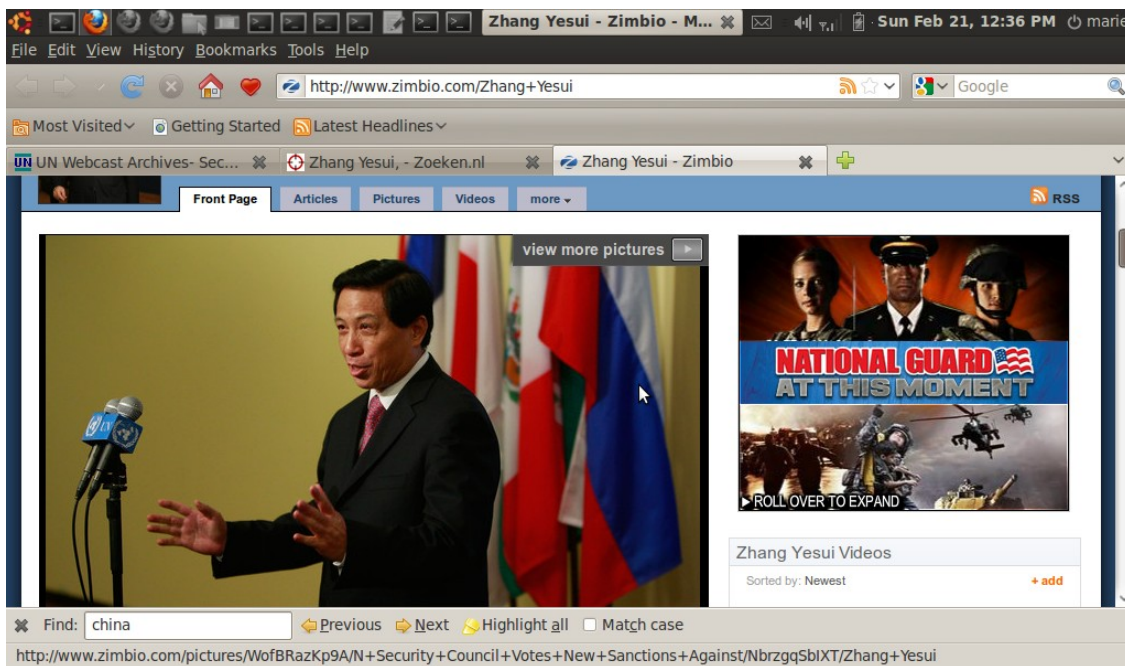 Zhang Yesui - Zimbio - M...
Sun Feb 21, 12:36 PM marie
File Edit View History Bookmarks Tools Help
http://www.zimbio.com/Zhang+Yesui
Google
Most Visited Getting Started Latest Headlines
UN UN Webcast Archives- Sec... Zhang Yesui, - Zoeken.nl Zhang Yesui - Zimbio
Front Page Articles Pictures Videos more RSS
view more pictures
UN
NATIONAL GUARD
AT THIS MOMENT
ROLL OVER TO EXPAND
Zhang Yesui Videos
Sorted by: Newest + add
Find: china Previous Next Highlight all Match case
http://www.zimbio.com/pictures/WofBRazKp9A/N+Security+Council+Votes+New+Sanctions+Against/NbrzgqSbIXT/Zhang+Yesui